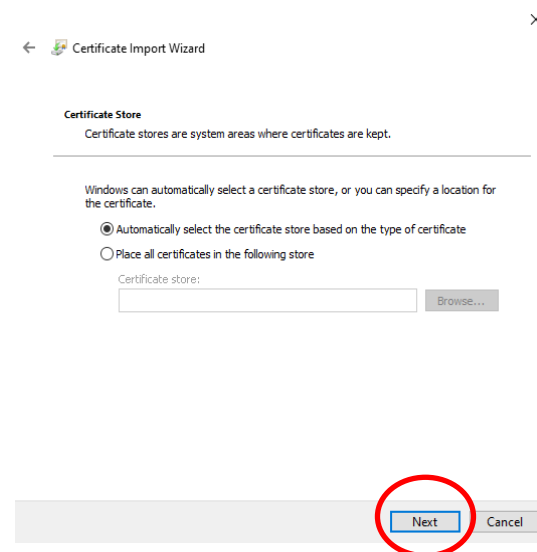 Certificate Import Wizard
Certificate Store
Certificate stores are system areas where certificates are kept.
Windows can automatically select a certificate store, or you can specify a location for
the certificate.
Automatically select the certificate store based on the type of certificate
Place all certificates in the following store
Certificate store:
Browse...
Next
Cancel